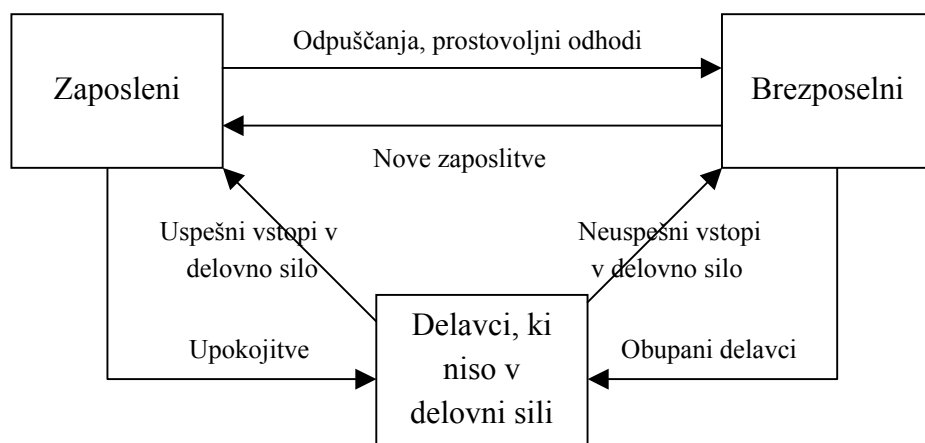 Odpuščanja, prostovoljni odhodi
Zaposleni
Brezposelni
Nove zaposlitve
Uspešni vstopi v
delovno silo
Neuspešni vstopi
v delovno silo
Delavci, ki
niso v
delovni sili
Upokojitve
Obupani delavci